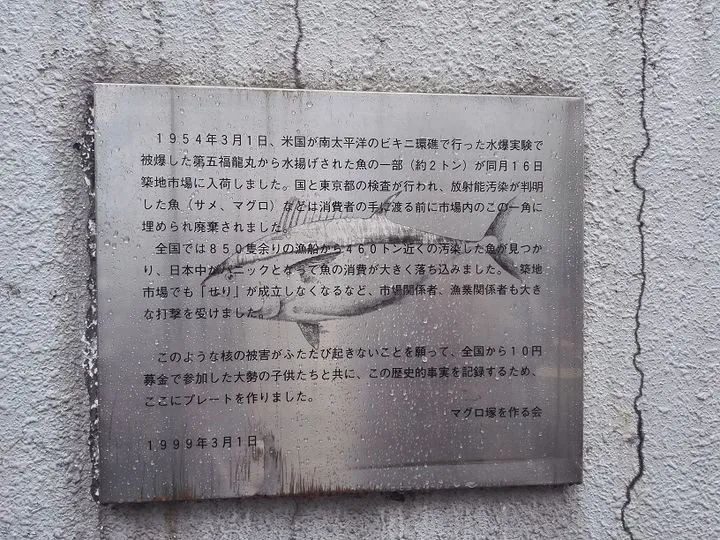 1954年3月1日、米国が南太平洋のビキニ環礁で行った水爆実験で
被爆した第五福龍丸から水揚げされた魚の一部（約2トン）が同月16日
築地市場に入荷しました。国と東京都の検査が行われ、放射能汚染が判明
した魚（サメ、マグロ）などは消費者の手に渡る前に市場内のこの一角に
埋められ廃棄されました。
全国では850隻余りの漁船から460トン近くの汚染した魚が見つか
り、日本中がパニックとなって魚の消費が大きく落ち込みました。築地
市場でも「せり」が成立しなくなるなど、市場関係者、漁業関係者も大き
な打撃を受けました。
このような核の被害がふたたび起きないことを願って、全国から10円
募金で参加した大勢の子供たちと共に、この歴史的事実を記録するため、
ここにプレートを作りました。
マグロ塚を作る会
1999年3月1日